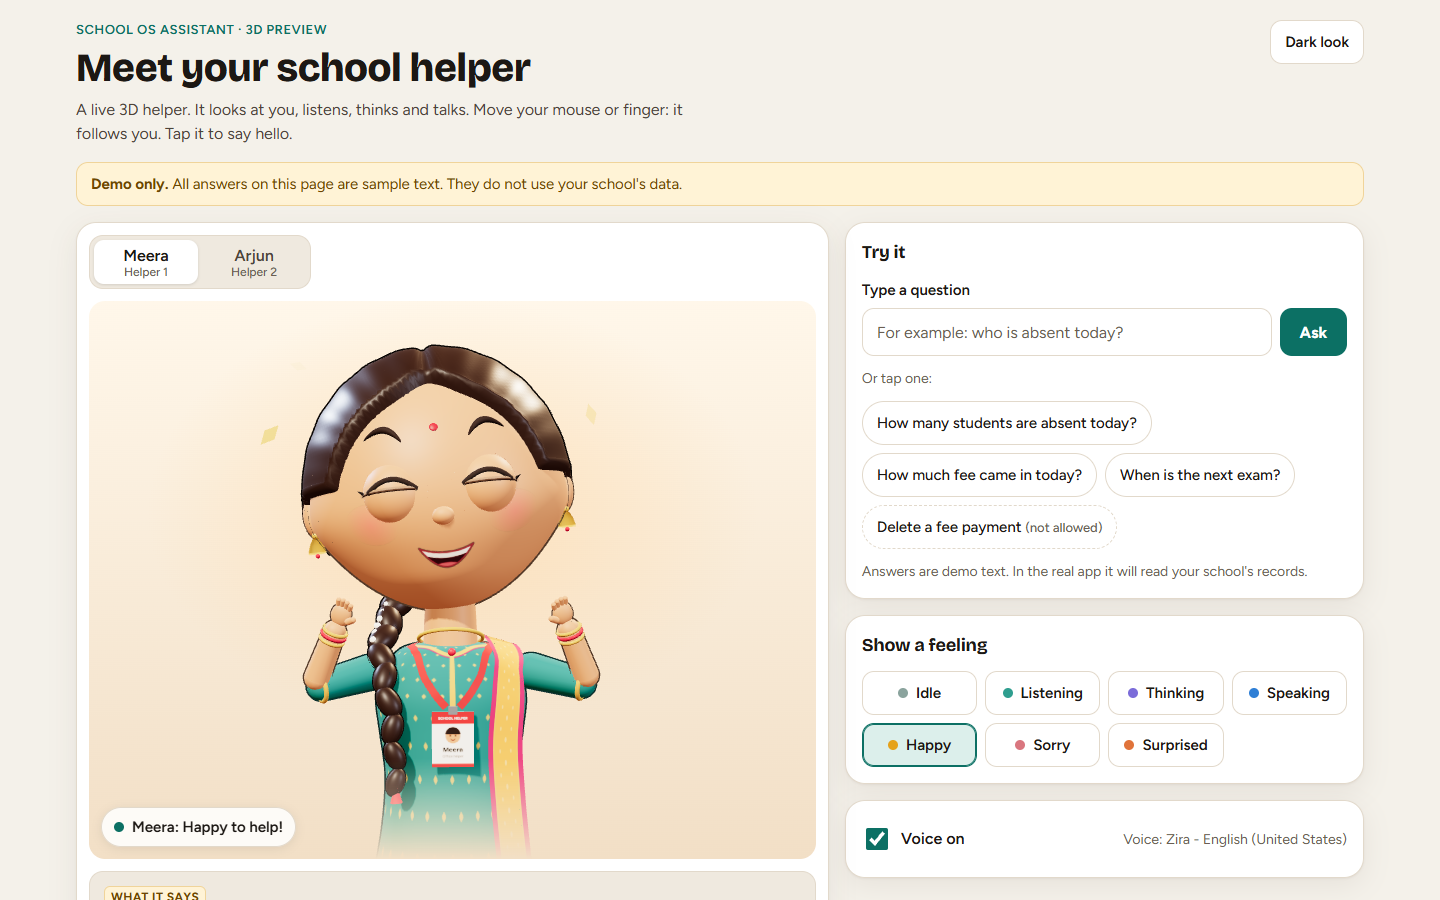 SCHOOL OS ASSISTANT · 3D PREVIEW
Meet your school helper
A live 3D helper. It looks at you, listens, thinks and talks. Move your mouse or finger: it
follows you. Tap it to say hello.
Dark look
Demo only. All answers on this page are sample text. They do not use your school's data.
Meera
Helper 1
Arjun
Helper 2
SCHOOL HELPER
Meera
Meera: Happy to help!
WHAT IT SAYS
Try it
Type a question
For example: who is absent today?
Ask
Or tap one:
How many students are absent today?
How much fee came in today?
When is the next exam?
Delete a fee payment (not allowed)
Answers are demo text. In the real app it will read your school's records.
Show a feeling
Idle
Listening
Thinking
Speaking
Happy
Sorry
Surprised
Voice on
Voice: Zira - English (United States)